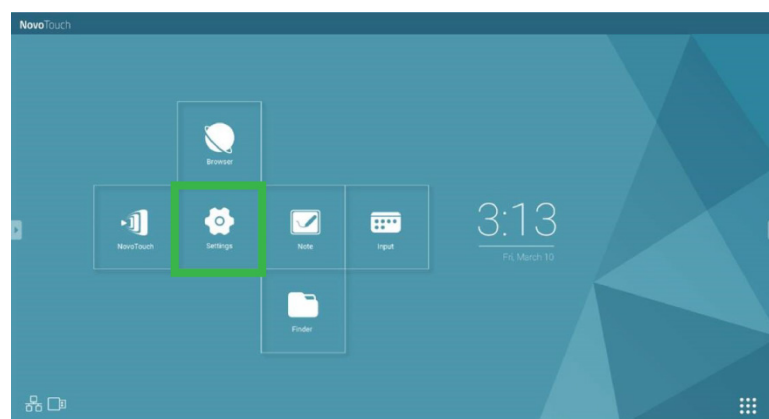 NovoTouch
Browser
NovoTouch
Settings
Note
Input
3:13
Fri, March 10
Finder